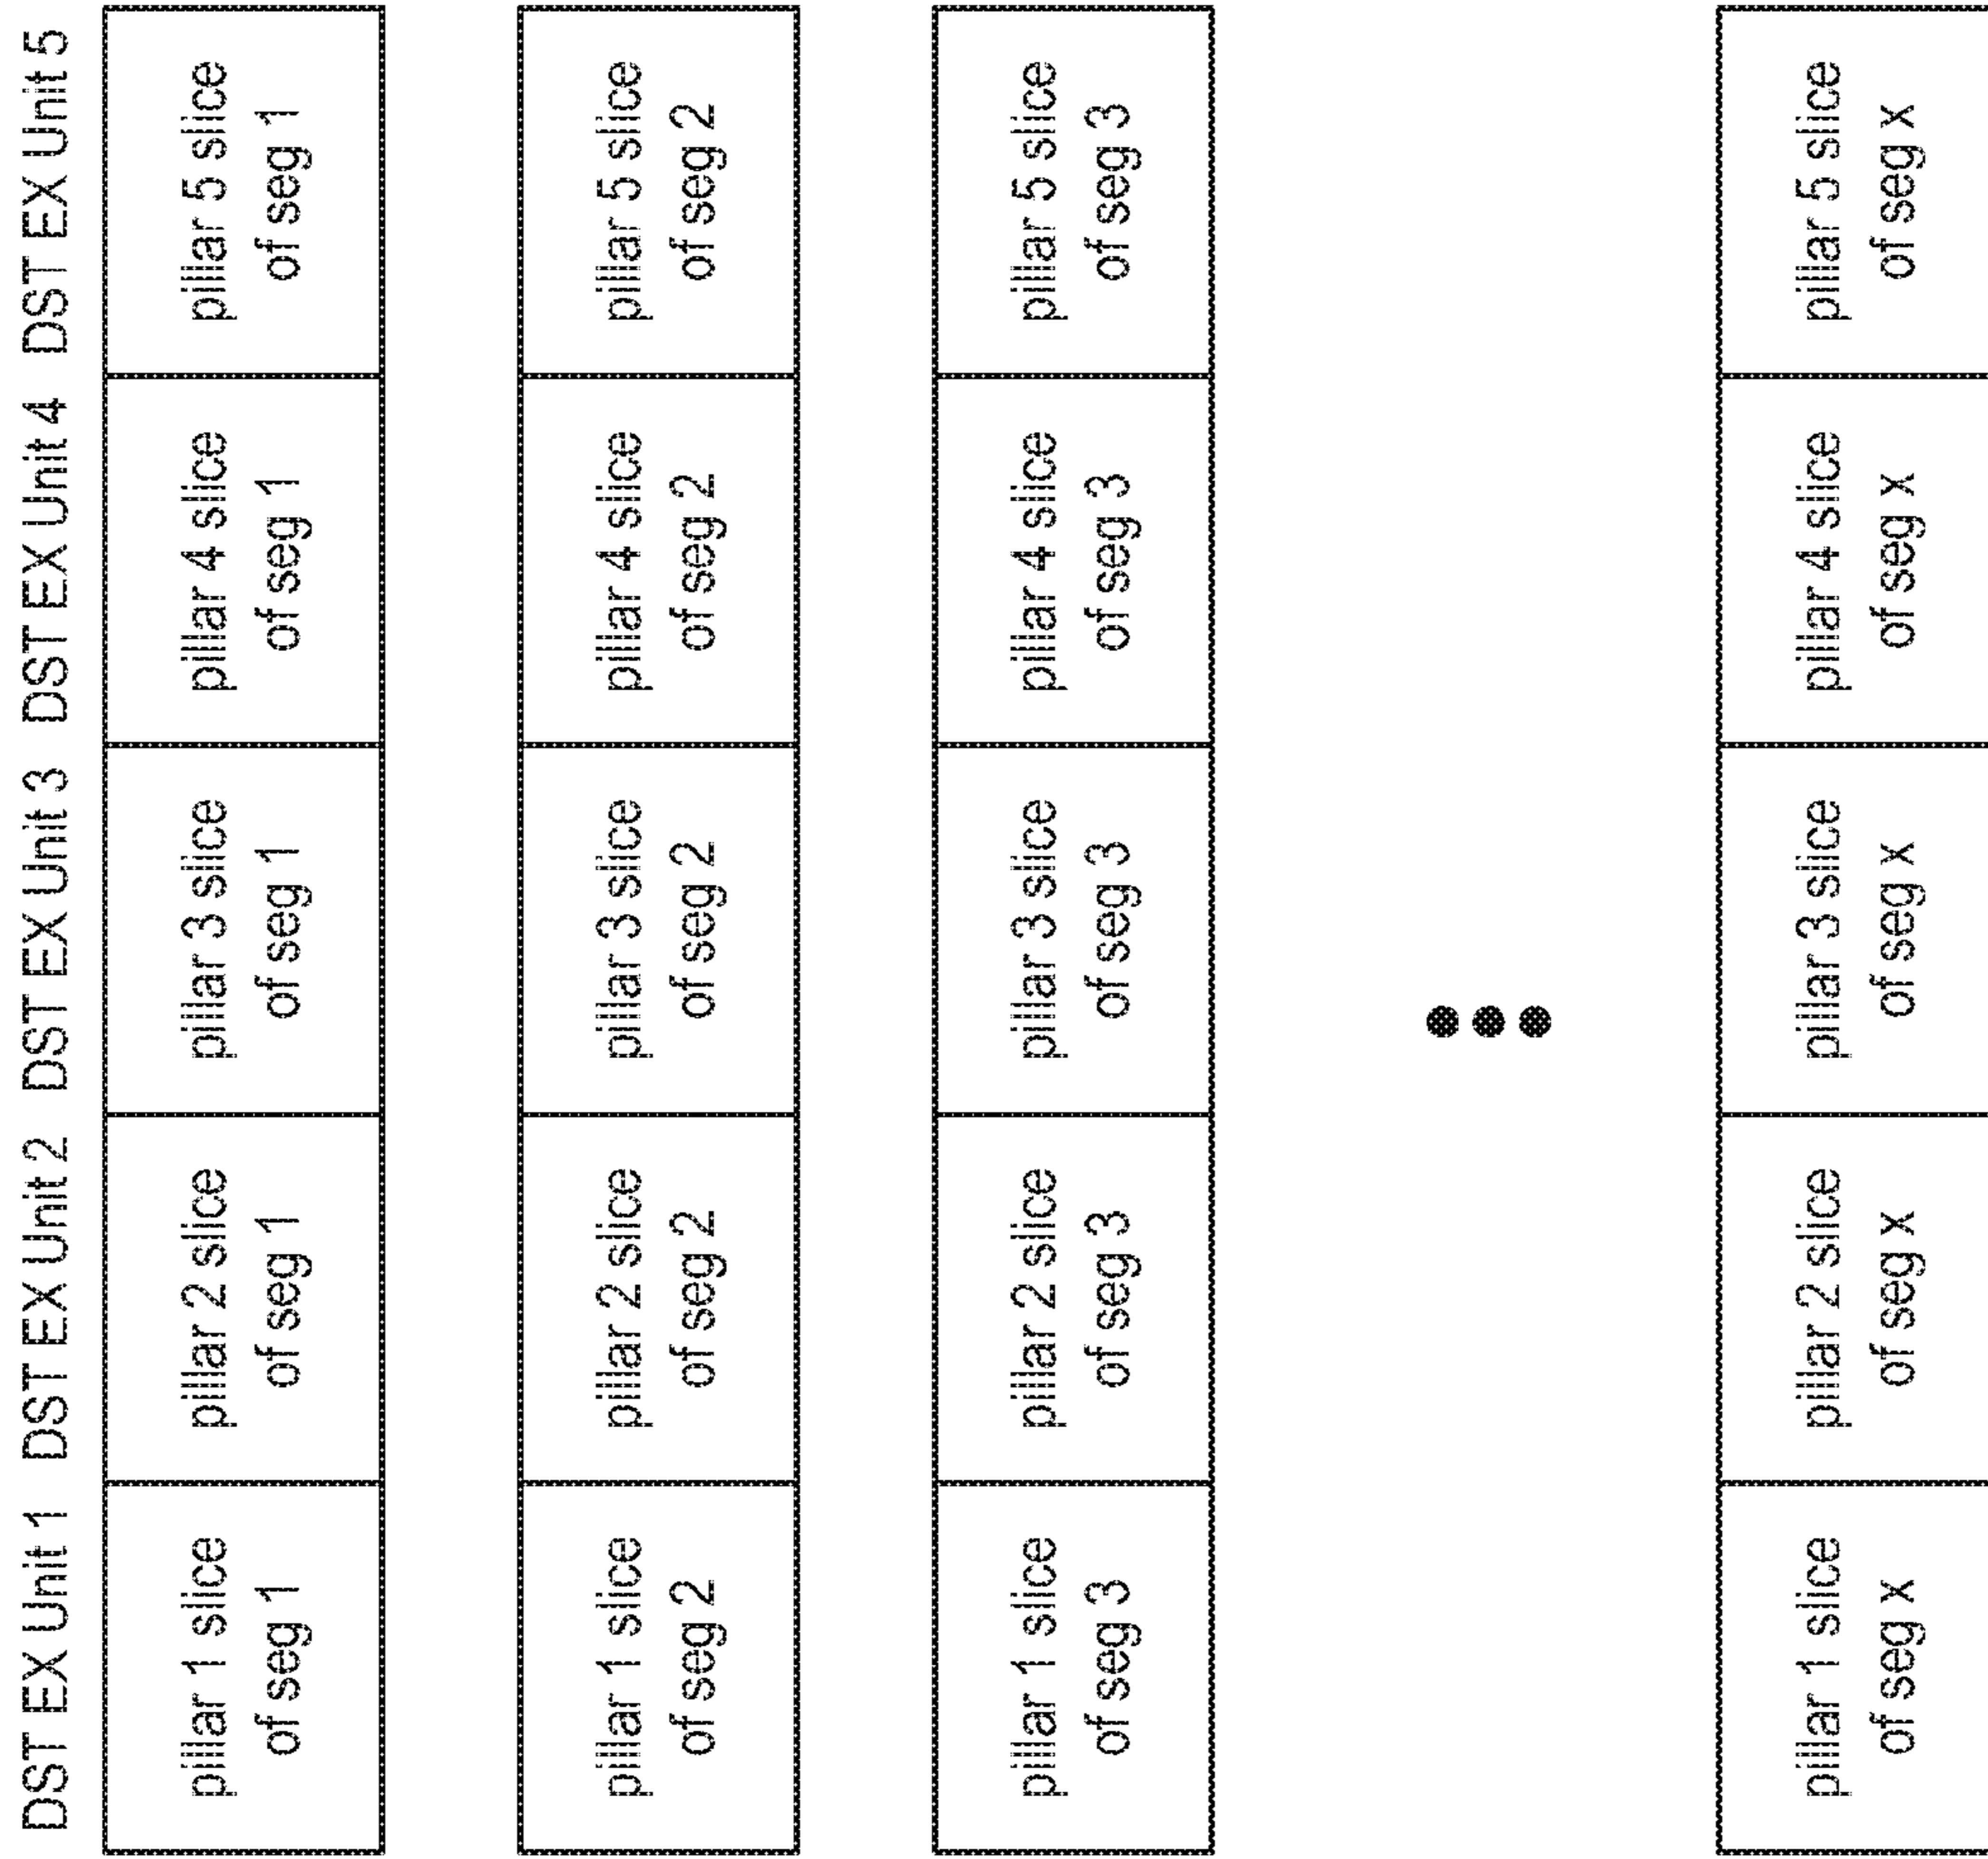 DST EX Unit 1 DST EX Unit 2 DST EX Unit 3 DST EX Unit 4 DST EX Unit 5
pillar 1 slice
of seg 1
pillar 2 slice
of seg 1
pillar 3 slice
of seg 1
pillar 4 slice
of seg 1
pillar 5 slice
of seg 1
pillar 1 slice
of seg 2
pillar 2 slice
of seg 2
pillar 3 slice
of seg 2
pillar 4 slice
of seg 2
pillar 5 slice
of seg 2
pillar 1 slice
of seg 3
pillar 2 slice
of seg 3
pillar 3 slice
of seg 3
pillar 4 slice
of seg 3
pillar 5 slice
of seg 3
pillar 1 slice
of seg x
pillar 2 slice
of seg x
pillar 3 slice
of seg x
pillar 4 slice
of seg x
pillar 5 slice
of seg x